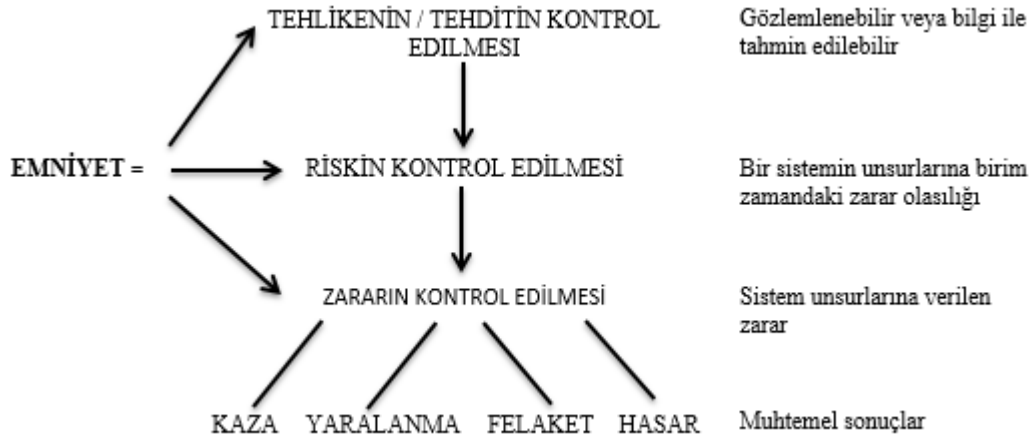 TEHLİKENİN / TEHDİTİN KONTROL
EDILMESI
Gözlemlenebilir veya bilgi ile
tahmin edilebilir
EMNİYET =
RİSKİN KONTROL EDİLMESİ
Bir sistemin unsurlarına birim
zamandaki zarar olasılığı
ZARARIN KONTROL EDİLMESİ
Sistem unsurlarına verilen
zarar
KAZA YARALANMA FELAKET HASAR
Muhtemel sonuçlar